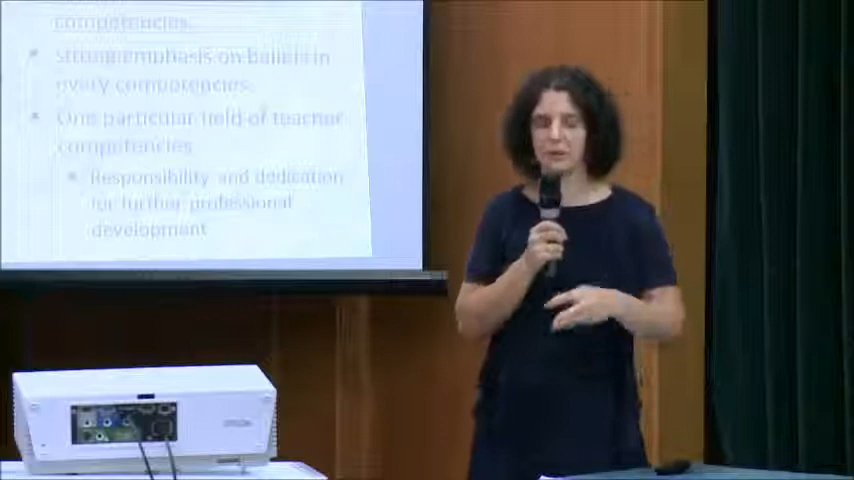 competencies.
strong emphasis on beliefs in
every competencies.
One particular field of teacher
competencies.
Responsibility and dedication
for further professional
development